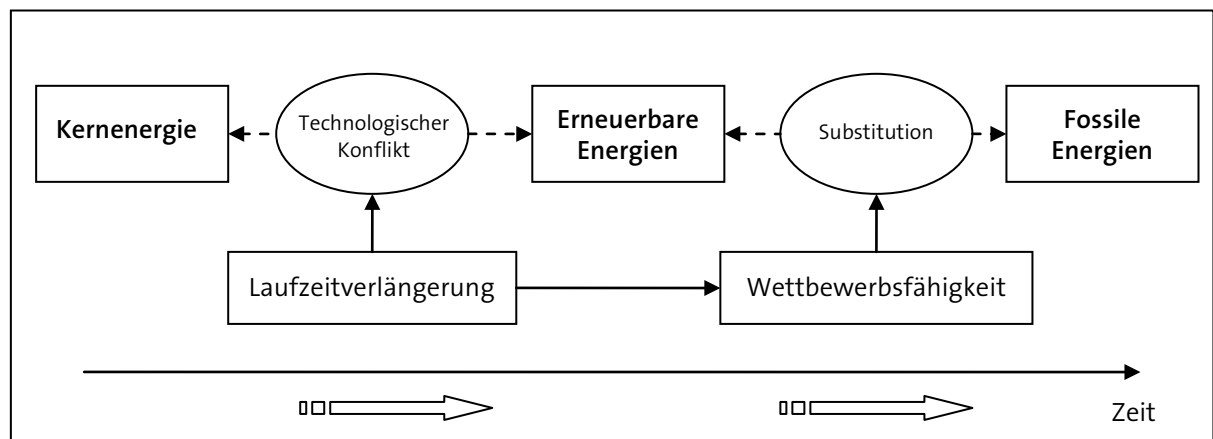 Kernenergie
Technologischer
Konflikt
Erneuerbare
Energien
Substitution
Fossile
Energien
Laufzeitverlängerung
Wettbewerbsfähigkeit
Zeit